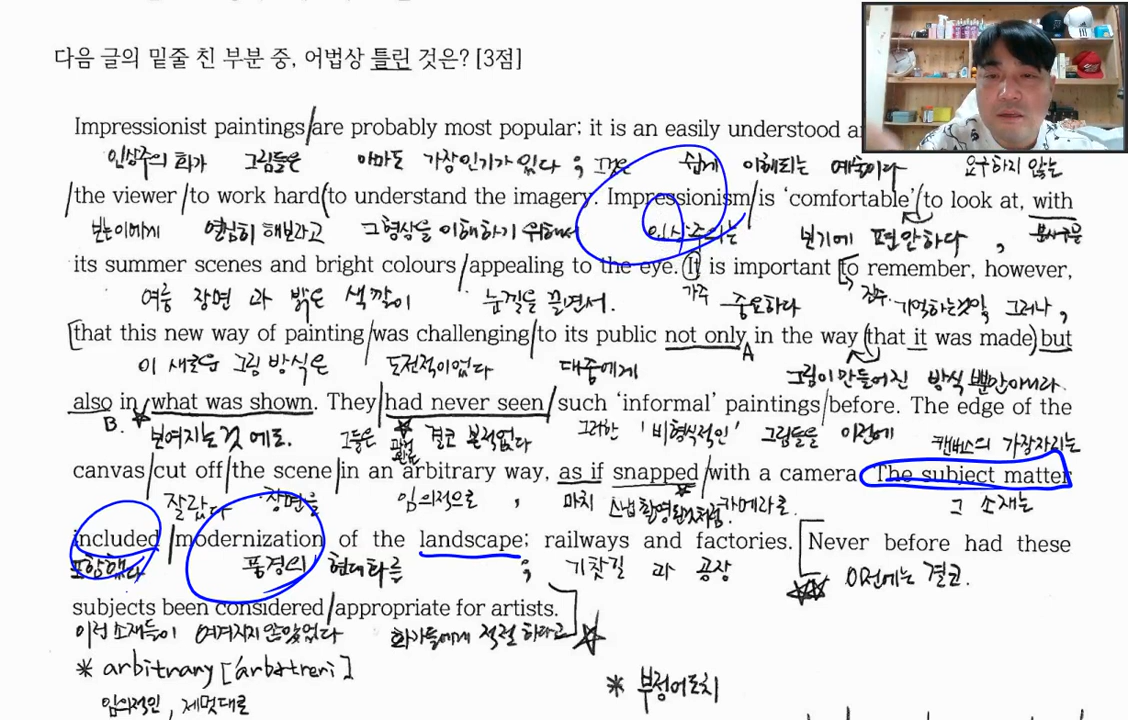 다음 글의 밑줄 친 부분 중, 어법상 틀린 것은? [3점]
Impressionist paintings/are probably most popular; it is an easily understood
인상주의 화가 그림들은 아마도 가장인기가 있다 ; 그것은 쉽게 이해되는 예술이다 요구하지 않는
/the viewer/to work hard(to understand the imagery. Impressionism/is ‘comfortable’(to look at, with
보는이에게 열심히 해보라고 그형상을 이해하기 위해서 인상주의는 보기에 편안하다 , 분사구문
its summer scenes and bright colours/appealing to the eye. It is important [to remember, however,
여름 장면 과 밝은 색깔이 눈길을 끌면서. 가주 중요하다 진주. 기억하는것이, 그러나,
[that this new way of painting/was challenging/to its public not only in the way (that it was made) but
이 새로운 그림 방식은 도전적이었다 대중에게 A 그림이 만들어진 방식 뿐만아니라.
also in what was shown. They/had never seen/such ‘informal’ paintings/before. The edge of the
B. 보여지는것 에도. 그들은 과거완료 결코 본적없다 그러한 '비형식적인' 그림들을 이전에 캔버스의 가장자리는
canvas/cut off/the scene/in an arbitrary way, as if snapped/with a camera. The subject matter
잘랐다 장면을 임의적으로 , 마치 스냅촬영된것처럼. 카메라로. 그 소재는
included/modernization of the landscape; railways and factories. [Never before had these
포함했다 풍경의 현대화를 ; 기찻길 과 공장 이전에는 결코.
subjects been considered/appropriate for artists.]
이런 소재들이 여겨지지 않았었다 화가들에게 적절 하다고
* arbitrary [árbətreri]
임의적인, 제멋대로
* 부정어도치